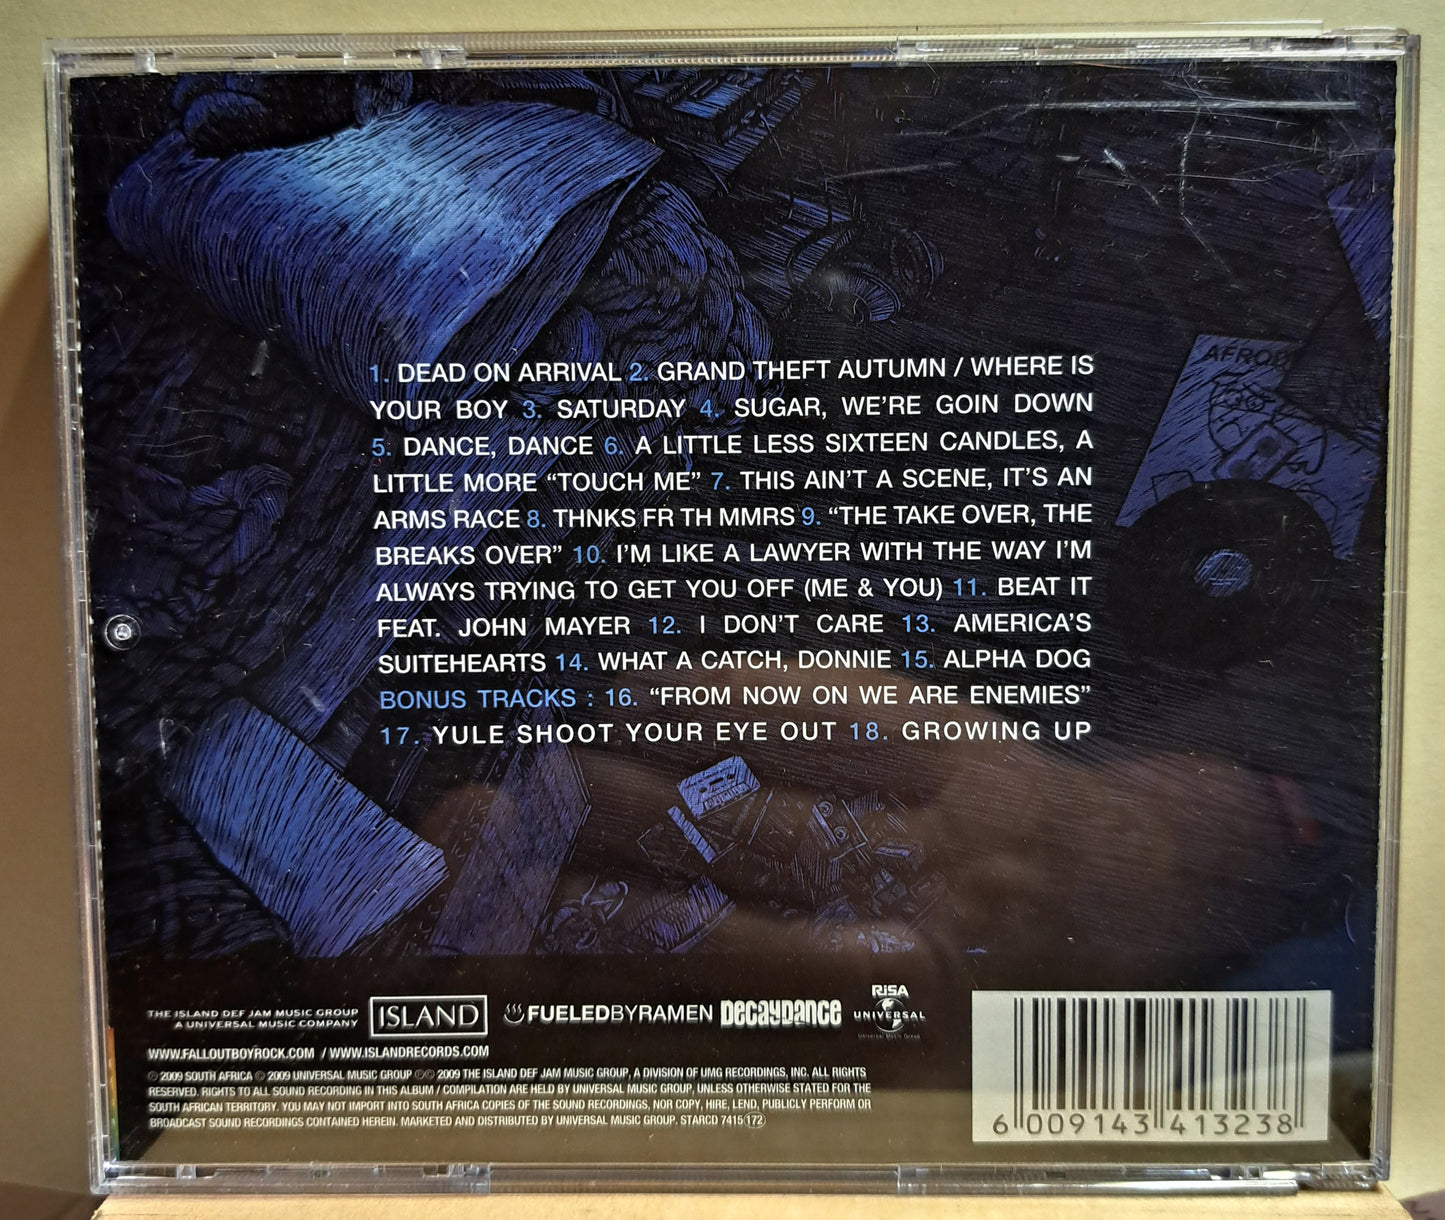 AFROD
1. DEAD ON ARRIVAL 2. GRAND THEFT AUTUMN / WHERE IS
YOUR BOY 3. SATURDAY 4. SUGAR, WE'RE GOIN DOWN
5. DANCE, DANCE 6. A LITTLE LESS SIXTEEN CANDLES, A
LITTLE MORE “TOUCH ME” 7. THIS AIN'T A SCENE, IT'S AN
ARMS RACE 8. THNKS FR TH MMRS 9. “THE TAKE OVER, THE
BREAKS OVER” 10. I'M LIKE A LAWYER WITH THE WAY I'M
ALWAYS TRYING TO GET YOU OFF (ME & YOU) 11. BEAT IT
FEAT. JOHN MAYER 12. I DON'T CARE 13. AMERICA'S
SUITEHEARTS 14. WHAT A CATCH, DONNIE 15. ALPHA DOG
BONUS TRACKS : 16. “FROM NOW ON WE ARE ENEMIES”
17. YULE SHOOT YOUR EYE OUT 18. GROWING UP
THE ISLAND DEF JAM MUSIC GROUP
A UNIVERSAL MUSIC COMPANY
ISLAND
FUELEDBYRAMEN
DECAYDANCE
RiSA
UNIVERSAL
Universal Music Group
WWW.FALLOUTBOYROCK.COM / WWW.ISLANDRECORDS.COM
℗ 2009 SOUTH AFRICA © 2009 UNIVERSAL MUSIC GROUP ℗© 2009 THE ISLAND DEF JAM MUSIC GROUP, A DIVISION OF UMG RECORDINGS, INC. ALL RIGHTS
RESERVED. RIGHTS TO ALL SOUND RECORDING IN THIS ALBUM / COMPILATION ARE HELD BY UNIVERSAL MUSIC GROUP, UNLESS OTHERWISE STATED FOR THE
SOUTH AFRICAN TERRITORY. YOU MAY NOT IMPORT INTO SOUTH AFRICA COPIES OF THE SOUND RECORDINGS, NOR COPY, HIRE, LEND, PUBLICLY PERFORM OR
BROADCAST SOUND RECORDINGS CONTAINED HEREIN. MARKETED AND DISTRIBUTED BY UNIVERSAL MUSIC GROUP. STARCD 7415 172
6 009143 413238